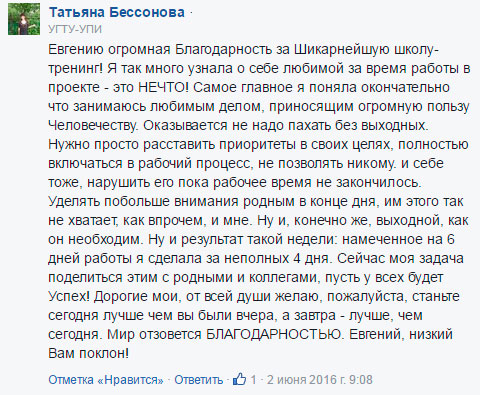 Татьяна Бессонова ·
УГТУ-УПИ
Евгению огромная Благодарность за Шикарнейшую школу-
тренинг! Я так много узнала о себе любимой за время работы в
проекте - это НЕЧТО! Самое главное я поняла окончательно
что занимаюсь любимым делом, приносящим огромную пользу
Человечеству. Оказывается не надо пахать без выходных.
Нужно просто расставить приоритеты в своих целях, полностью
включаться в рабочий процесс, не позволять никому. и себе
тоже, нарушить его пока рабочее время не закончилось.
Уделять побольше внимания родным в конце дня, им этого так
не хватает, как впрочем, и мне. Ну и, конечно же, выходной, как
он необходим. Ну и результат такой недели: намеченное на 6
дней работы я сделала за неполных 4 дня. Сейчас моя задача
поделиться этим с родными и коллегами, пусть у всех будет
Успех! Дорогие мои, от всей души желаю, пожалуйста, станьте
сегодня лучше чем вы были вчера, а завтра - лучше, чем
сегодня. Мир отзовется БЛАГОДАРНОСТЬЮ. Евгений, низкий
Вам поклон!
Отметка «Нравится» · Ответить · 1 · 2 июня 2016 г. 9:08